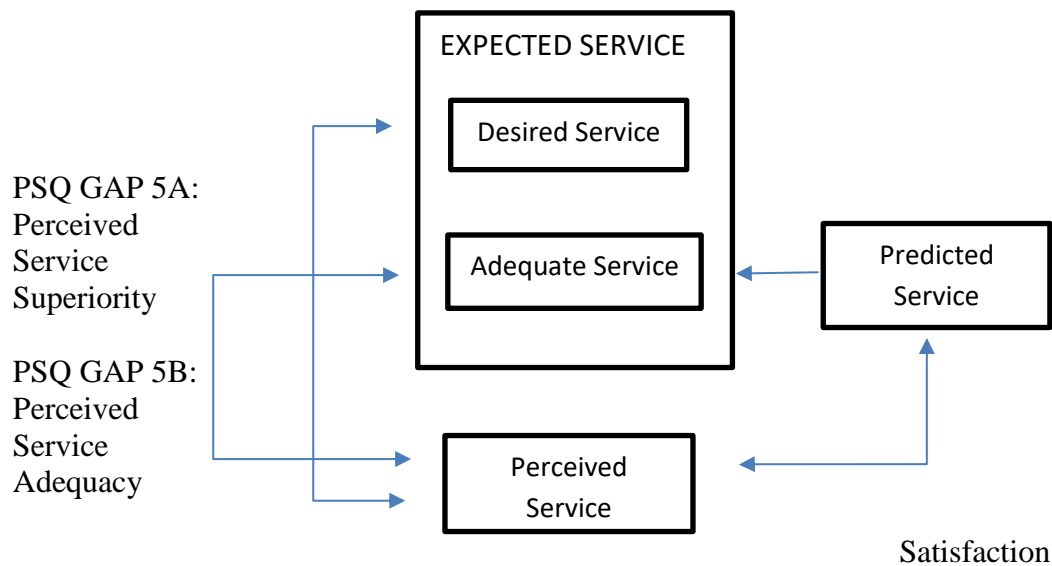 EXPECTED SERVICE
Desired Service
Adequate Service
PSQ GAP 5A:
Perceived
Service
Superiority
PSQ GAP 5B:
Perceived
Service
Adequacy
Predicted
Service
Perceived
Service
Satisfaction